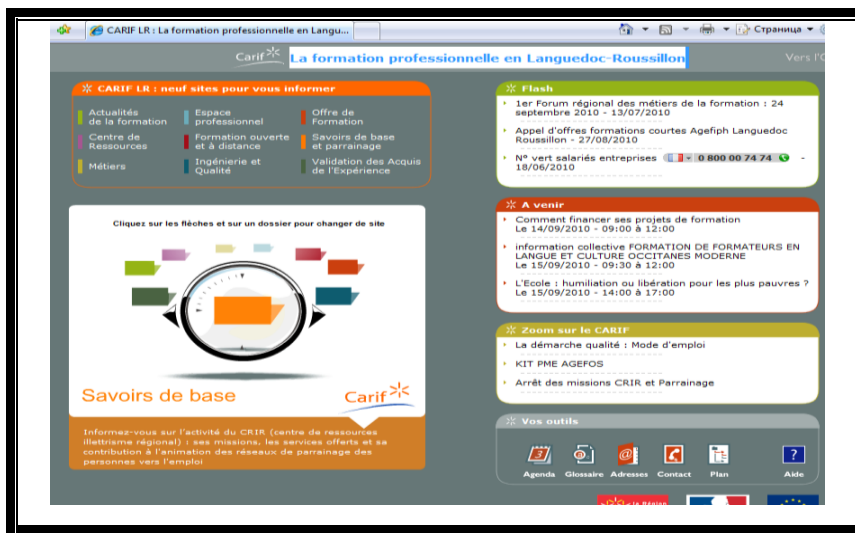 CARIF LR : La formation professionnelle en Langu...
Страница
Carif
La formation professionnelle en Languedoc-Roussillon
CARIF LR : neuf sites pour vous informer
Actualités
de la formation
Espace
professionnel
Offre de
Formation
Centre de
Ressources
Formation ouverte
et à distance
Savoirs de base
et parrainage
Métiers
Ingénierie et
Qualité
Validation des Acquis
de l'Expérience
Cliquez sur les flèches et sur un dossier pour changer de site
Savoirs de base
Carif
Informez-vous sur l'activité du CRIR (centre de ressources
illettrisme régional) : ses missions, les services offerts et sa
contribution à l'animation des réseaux de parrainage des
personnes vers l'emploi
Flash
1er Forum régional des métiers de la formation : 24
septembre 2010 - 13/07/2010
Appel d'offres formations courtes Agefiph Languedoc
Roussillon - 27/08/2010
N° vert salariés entreprises 0 800 00 74 74 -
18/06/2010
A venir
Comment financer ses projets de formation
Le 14/09/2010 - 09:00 à 12:00
information collective FORMATION DE FORMATEURS EN
LANGUE ET CULTURE OCCITANES MODERNE
Le 15/09/2010 - 09:30 à 12:00
L'Ecole : humiliation ou libération pour les plus pauvres ?
Le 15/09/2010 - 14:00 à 17:00
Zoom sur le CARIF
La démarche qualité : Mode d'emploi
KIT PME AGEFOS
Arrêt des missions CRIR et Parrainage
Vos outils
3
@
?
Agenda Glossaire Adresses Contact Plan Aide
la Région